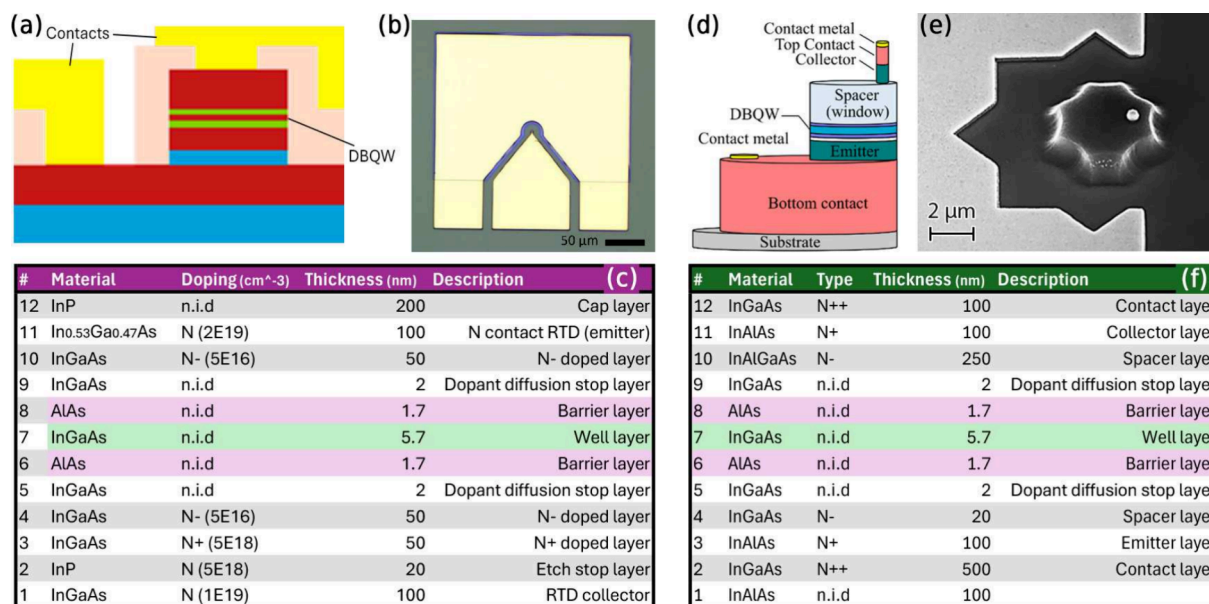 (a)
Contacts
DBQW
(b)
50 µm
(d)
Contact metal
Top Contact
Collector
Spacer
(window)
DBQW
Contact metal
Emitter
Bottom contact
Substrate
(e)
2 µm
# Material Doping (cm^-3) Thickness (nm) Description (c)
12 InP n.i.d 200 Cap layer
11 In0.53Ga0.47As N (2E19) 100 N contact RTD (emitter)
10 InGaAs N- (5E16) 50 N- doped layer
9 InGaAs n.i.d 2 Dopant diffusion stop layer
8 AlAs n.i.d 1.7 Barrier layer
7 InGaAs n.i.d 5.7 Well layer
6 AlAs n.i.d 1.7 Barrier layer
5 InGaAs n.i.d 2 Dopant diffusion stop layer
4 InGaAs N- (5E16) 50 N- doped layer
3 InGaAs N+ (5E18) 50 N+ doped layer
2 InP N (5E18) 20 Etch stop layer
1 InGaAs N (1E19) 100 RTD collector
# Material Type Thickness (nm) Description (f)
12 InGaAs N++ 100 Contact laye
11 InAlAs N+ 100 Collector laye
10 InAlGaAs N- 250 Spacer laye
9 InGaAs n.i.d 2 Dopant diffusion stop laye
8 AlAs n.i.d 1.7 Barrier laye
7 InGaAs n.i.d 5.7 Well laye
6 AlAs n.i.d 1.7 Barrier laye
5 InGaAs n.i.d 2 Dopant diffusion stop laye
4 InGaAs N- 20 Spacer laye
3 InAlAs N+ 100 Emitter laye
2 InGaAs N++ 500 Contact laye
1 InAlAs n.i.d 100